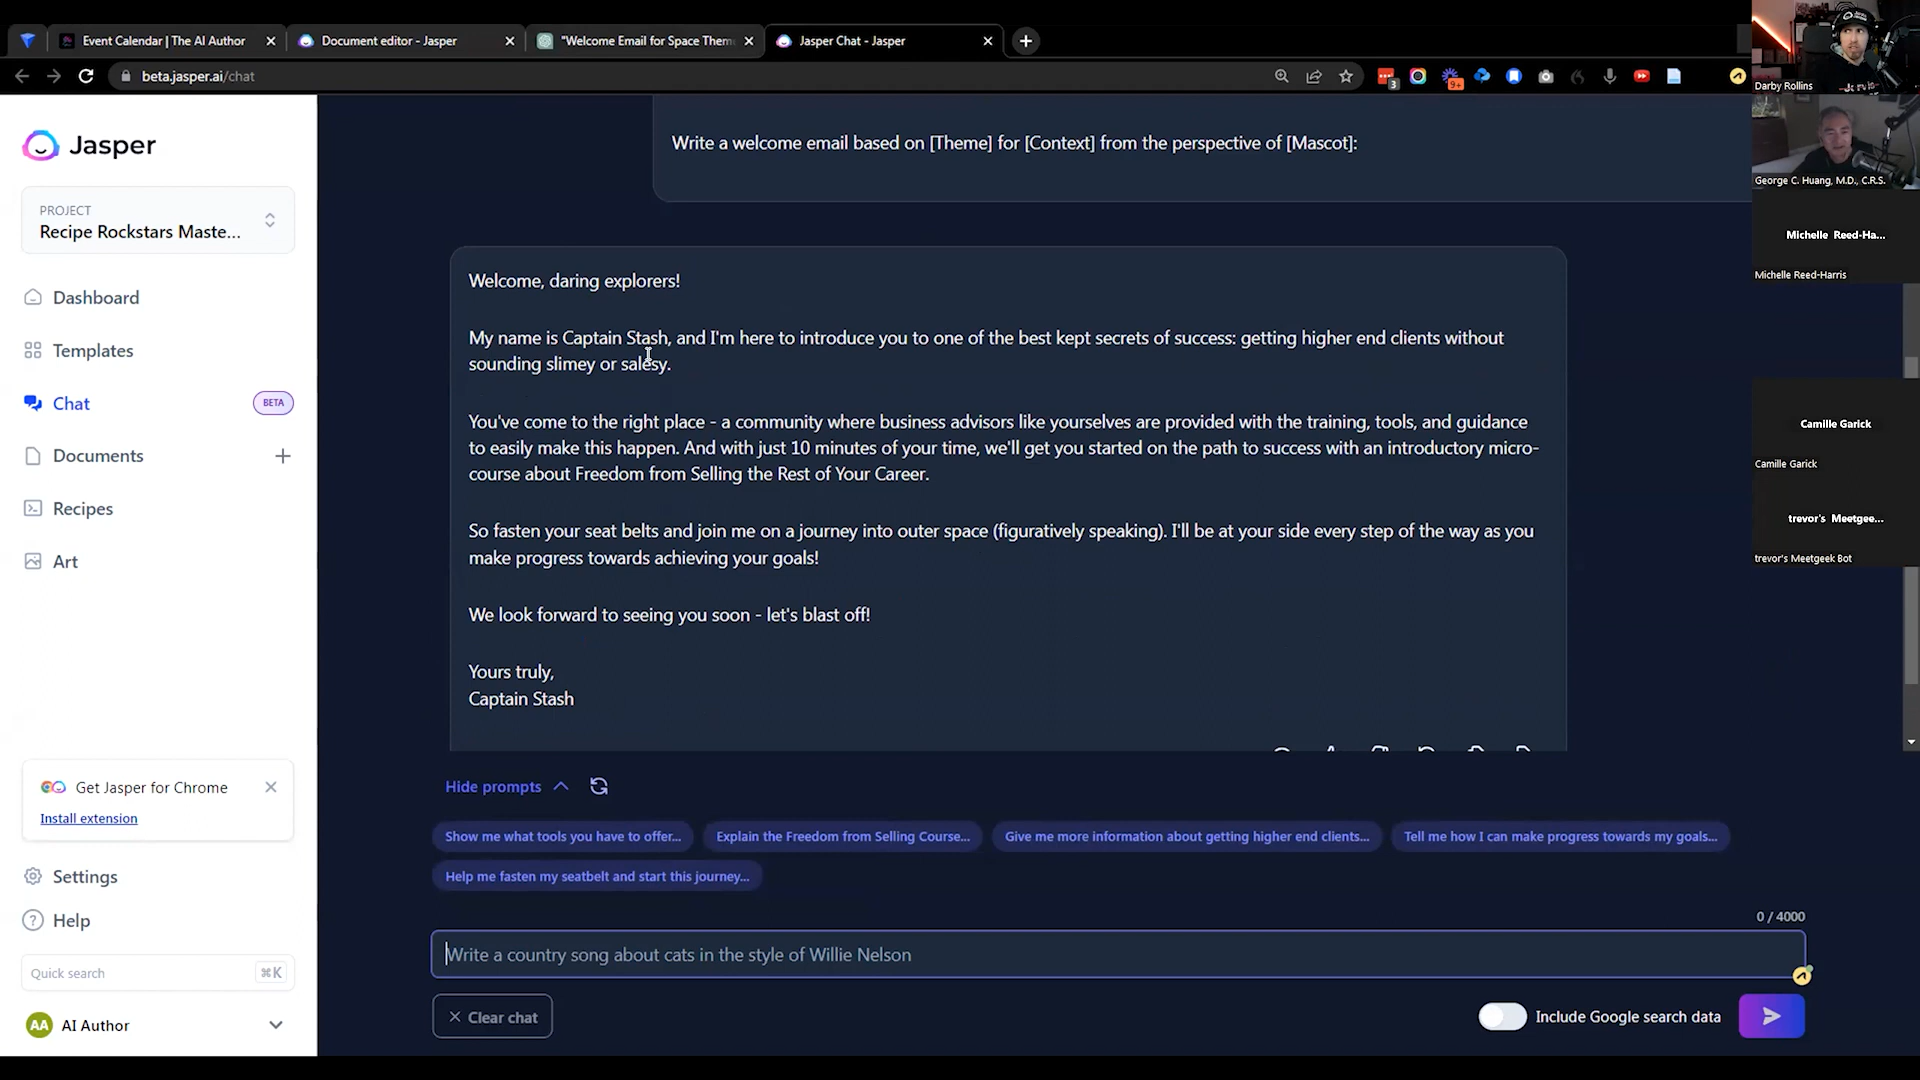 Event Calendar | The AI Author
Document editor - Jasper
"Welcome Email for Space Them
Jasper Chat - Jasper
beta.jasper.ai/chat
3
9+
Darby Rollins
George C. Huang, M.D., C.R.S.
Michelle Reed-Ha...
Michelle Reed-Harris
Camille Garick
Camille Garick
trevor's Meetgee...
trevor's Meetgeek Bot
Jasper
PROJECT
Recipe Rockstars Maste...
Dashboard
Templates
Chat
BETA
Documents
Recipes
Art
Get Jasper for Chrome
Install extension
Settings
Help
Quick search
⌘K
AA
AI Author
Write a welcome email based on [Theme] for [Context] from the perspective of [Mascot]:
Welcome, daring explorers!
My name is Captain Stash, and I'm here to introduce you to one of the best kept secrets of success: getting higher end clients without
sounding slimey or salesy.
You've come to the right place - a community where business advisors like yourselves are provided with the training, tools, and guidance
to easily make this happen. And with just 10 minutes of your time, we'll get you started on the path to success with an introductory micro-
course about Freedom from Selling the Rest of Your Career.
So fasten your seat belts and join me on a journey into outer space (figuratively speaking). I'll be at your side every step of the way as you
make progress towards achieving your goals!
We look forward to seeing you soon - let's blast off!
Yours truly,
Captain Stash
Hide prompts
Show me what tools you have to offer...
Explain the Freedom from Selling Course...
Give me more information about getting higher end clients...
Tell me how I can make progress towards my goals...
Help me fasten my seatbelt and start this journey...
0 / 4000
Write a country song about cats in the style of Willie Nelson
Clear chat
Include Google search data